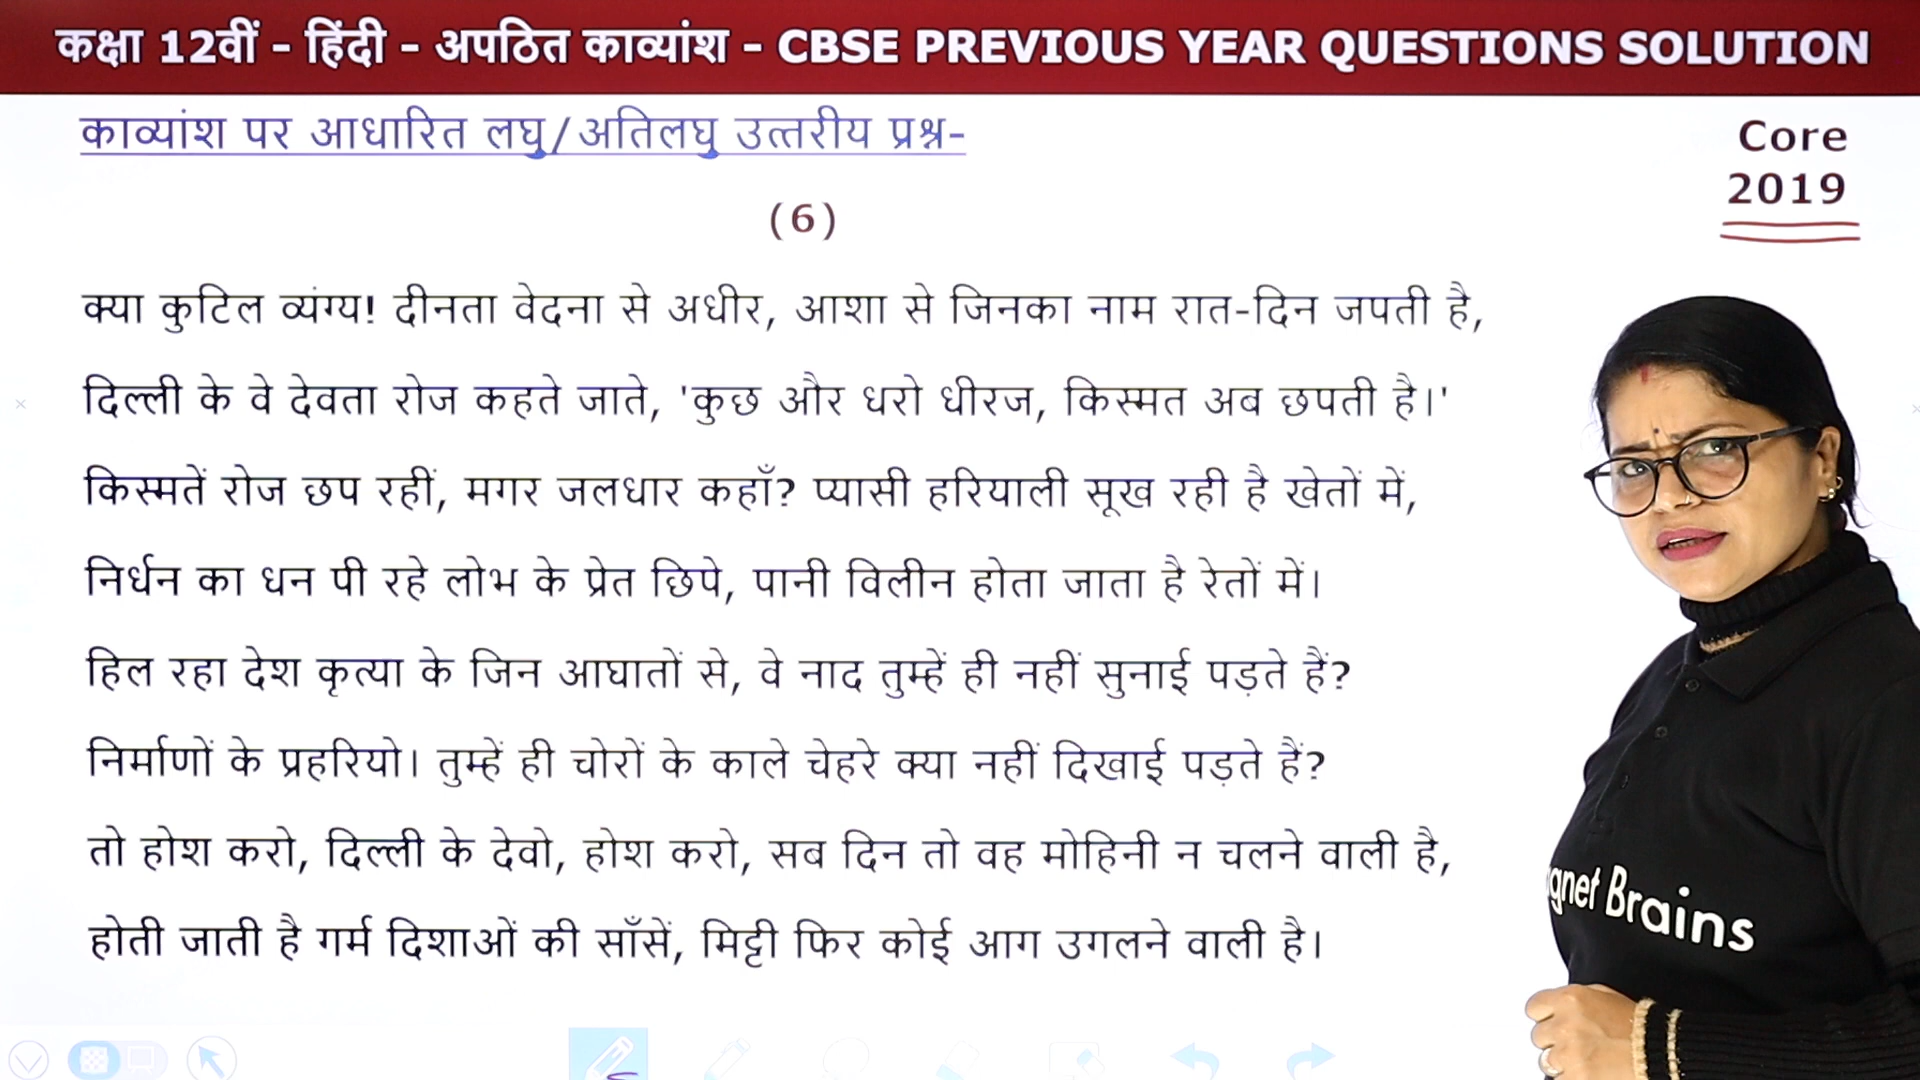 कक्षा 12वीं - हिंदी - अपठित काव्यांश - CBSE PREVIOUS YEAR QUESTIONS SOLUTION
काव्यांश पर आधारित लघु/अतिलघु उत्तरीय प्रश्न-
Core
2019
(6)
क्या कुटिल व्यंग्य! दीनता वेदना से अधीर, आशा से जिनका नाम रात-दिन जपती है,
दिल्ली के वे देवता रोज कहते जाते, 'कुछ और धरो धीरज, किस्मत अब छपती है।'
किस्मतें रोज छप रहीं, मगर जलधार कहाँ? प्यासी हरियाली सूख रही है खेतों में,
निर्धन का धन पी रहे लोभ के प्रेत छिपे, पानी विलीन होता जाता है रेतों में।
हिल रहा देश कृत्या के जिन आघातों से, वे नाद तुम्हें ही नहीं सुनाई पड़ते हैं?
निर्माणों के प्रहरियो। तुम्हें ही चोरों के काले चेहरे क्या नहीं दिखाई पड़ते हैं?
तो होश करो, दिल्ली के देवो, होश करो, सब दिन तो वह मोहिनी न चलने वाली है,
होती जाती है गर्म दिशाओं की साँसें, मिट्टी फिर कोई आग उगलने वाली है।
gnet Brains